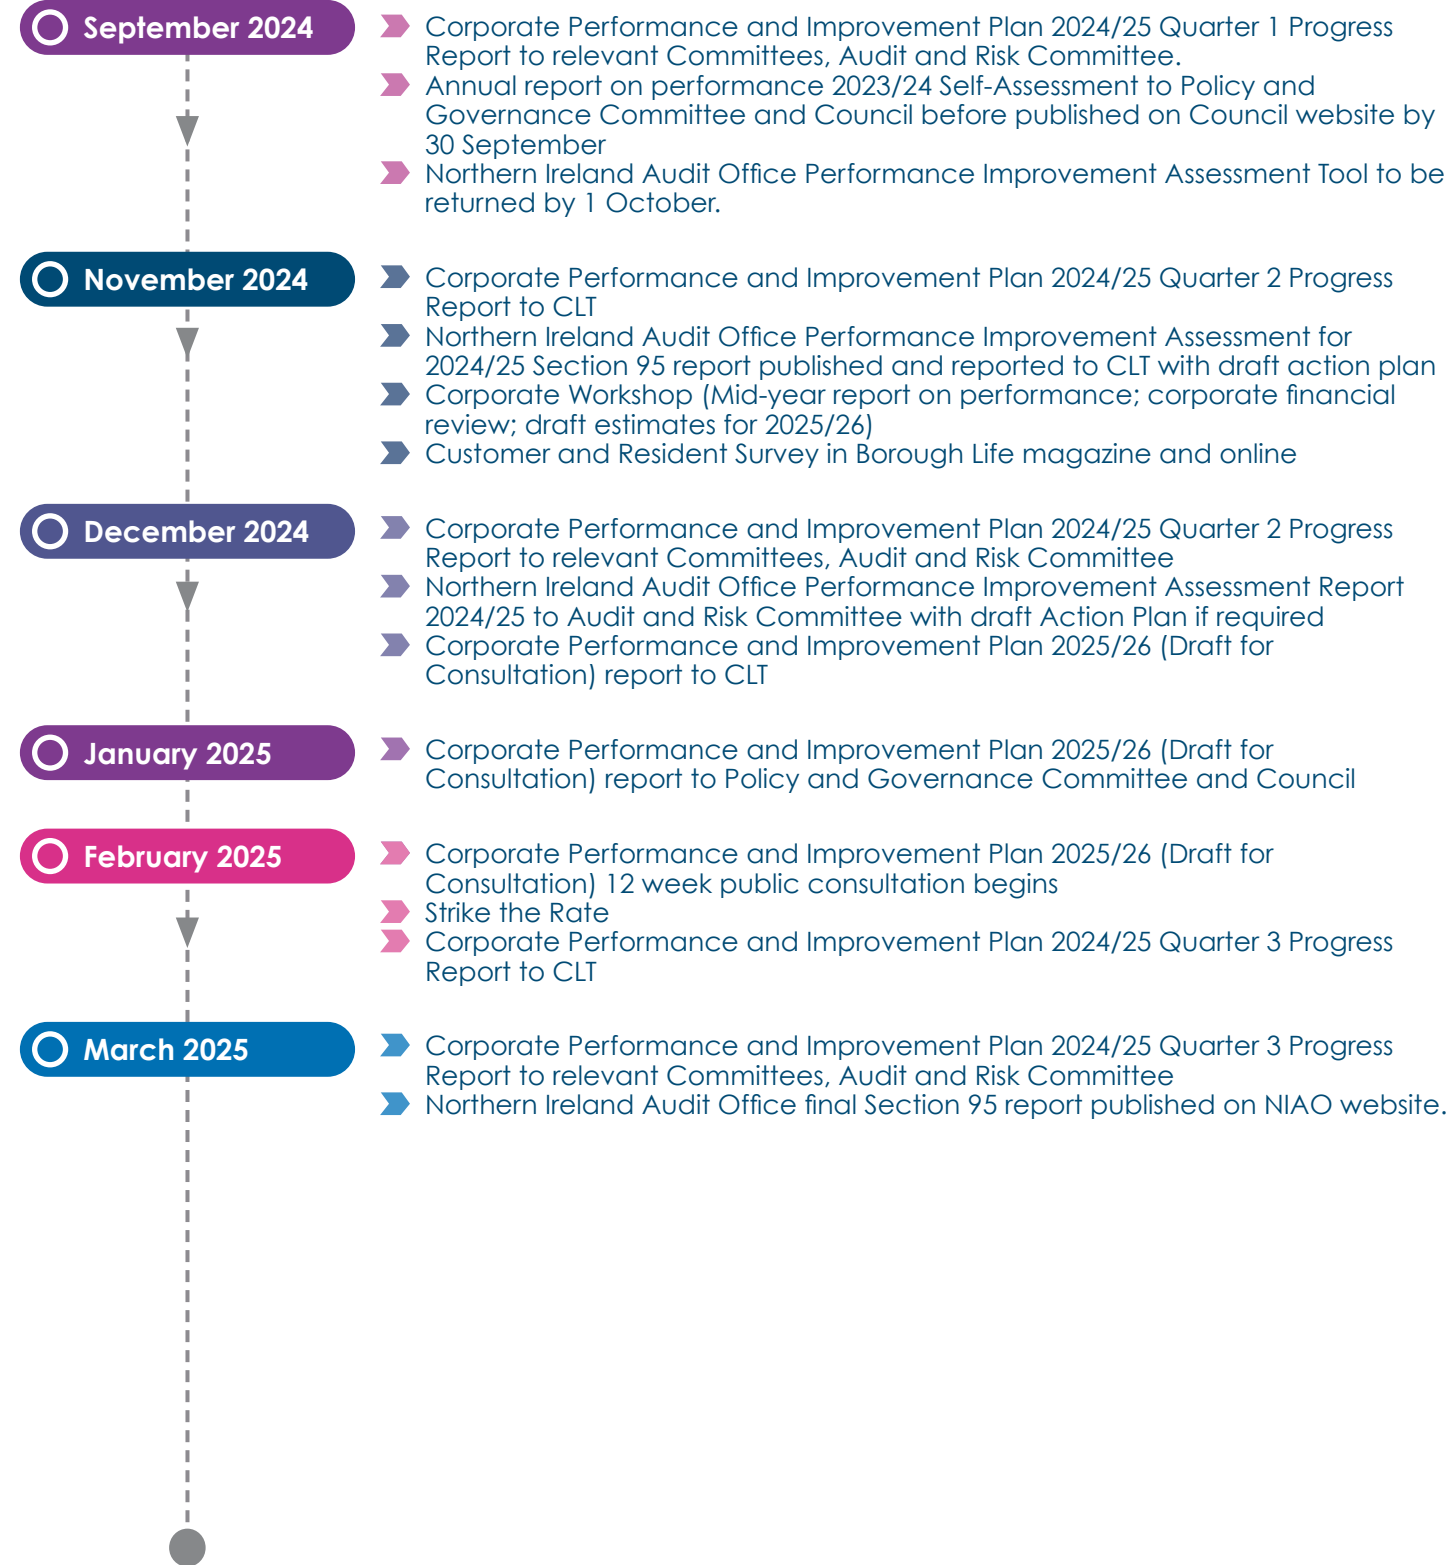 September 2024
Corporate Performance and Improvement Plan 2024/25 Quarter 1 Progress
Report to relevant Committees, Audit and Risk Committee.
Annual report on performance 2023/24 Self-Assessment to Policy and
Governance Committee and Council before published on Council website by
30 September
Northern Ireland Audit Office Performance Improvement Assessment Tool to be
returned by 1 October.
November 2024
Corporate Performance and Improvement Plan 2024/25 Quarter 2 Progress
Report to CLT
Northern Ireland Audit Office Performance Improvement Assessment for
2024/25 Section 95 report published and reported to CLT with draft action plan
Corporate Workshop (Mid-year report on performance; corporate financial
review; draft estimates for 2025/26)
Customer and Resident Survey in Borough Life magazine and online
December 2024
Corporate Performance and Improvement Plan 2024/25 Quarter 2 Progress
Report to relevant Committees, Audit and Risk Committee
Northern Ireland Audit Office Performance Improvement Assessment Report
2024/25 to Audit and Risk Committee with draft Action Plan if required
Corporate Performance and Improvement Plan 2025/26 (Draft for
Consultation) report to CLT
January 2025
Corporate Performance and Improvement Plan 2025/26 (Draft for
Consultation) report to Policy and Governance Committee and Council
February 2025
Corporate Performance and Improvement Plan 2025/26 (Draft for
Consultation) 12 week public consultation begins
Strike the Rate
Corporate Performance and Improvement Plan 2024/25 Quarter 3 Progress
Report to CLT
March 2025
Corporate Performance and Improvement Plan 2024/25 Quarter 3 Progress
Report to relevant Committees, Audit and Risk Committee
Northern Ireland Audit Office final Section 95 report published on NIAO website.